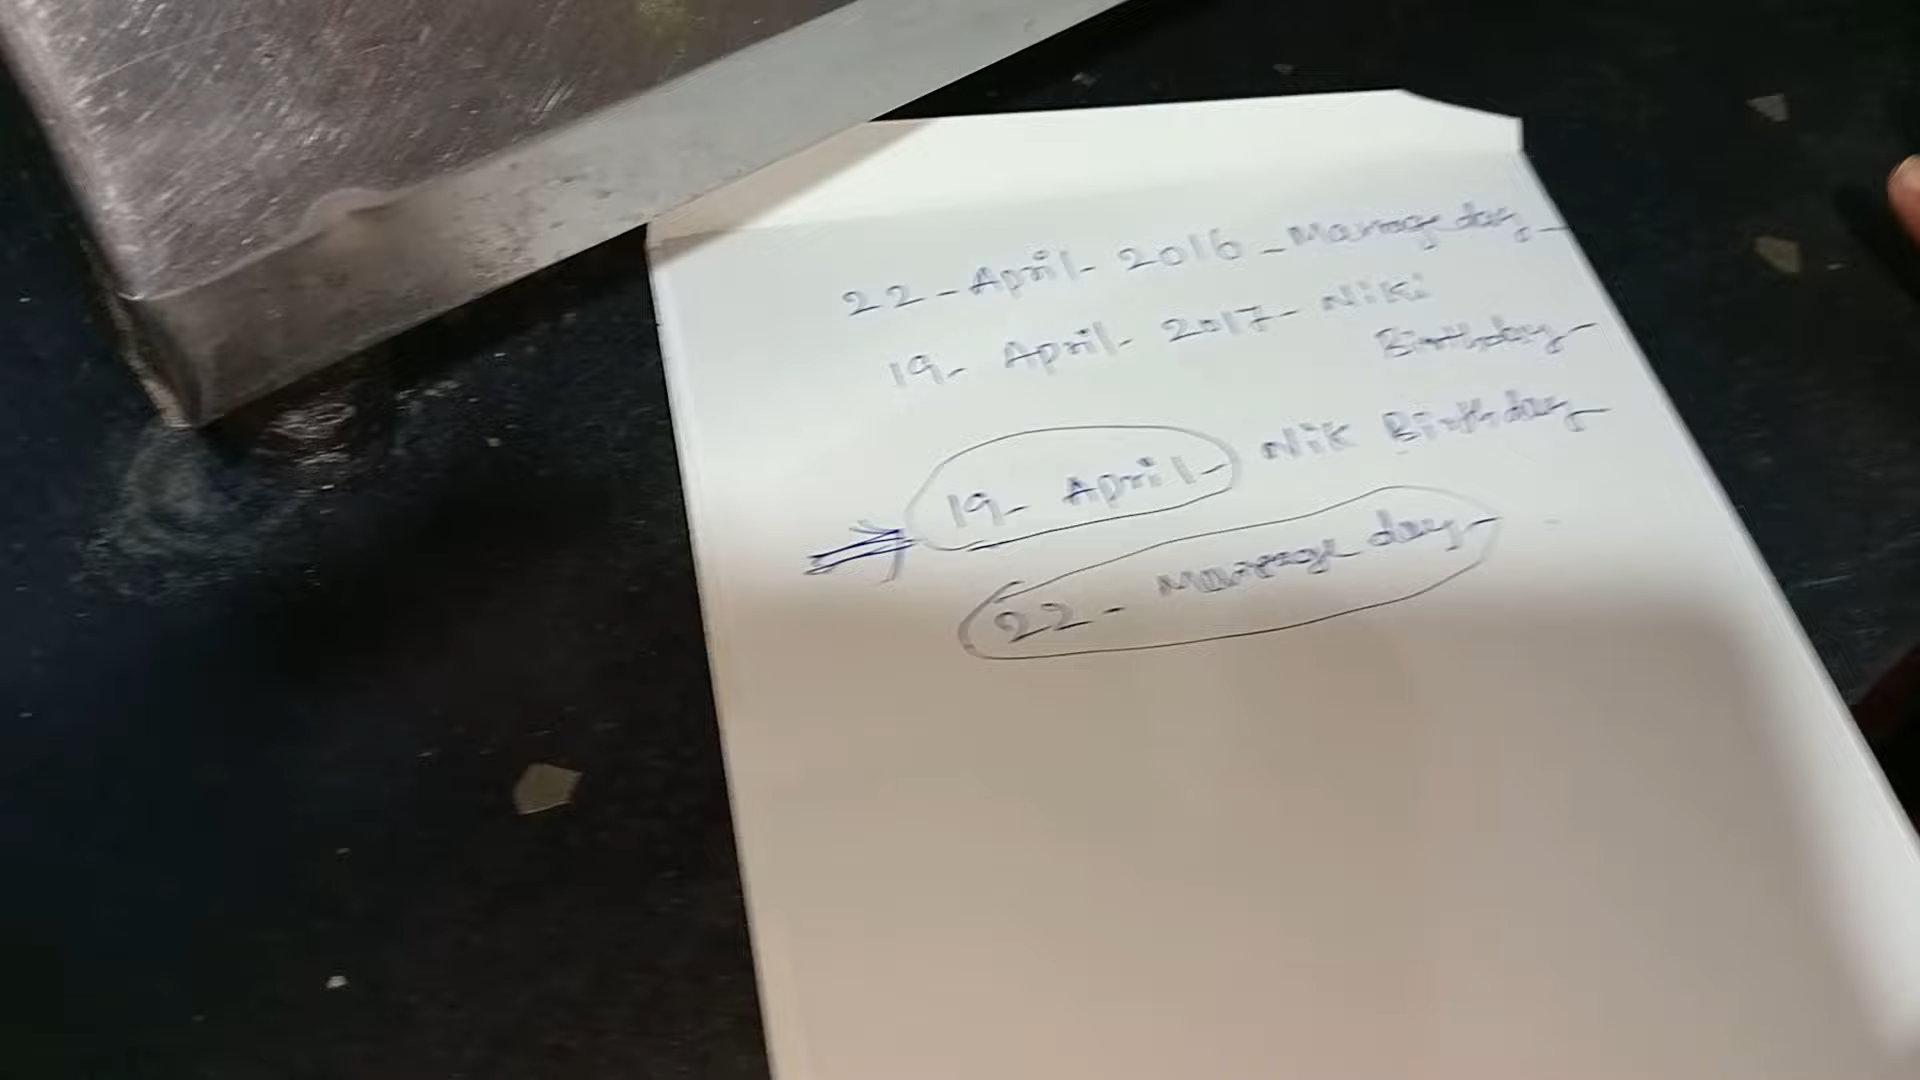 22 - April - 2016 - Marriage day -
19 - April - 2017 - Niki
Birthday -
19 - April - Nik Birthday -
22 - Marriage day -